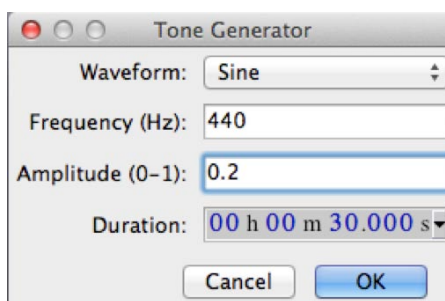 Tone Generator
Waveform: Sine
Frequency (Hz): 440
Amplitude (0-1): 0.2
Duration: 00 h 00 m 30.000 s
Cancel OK